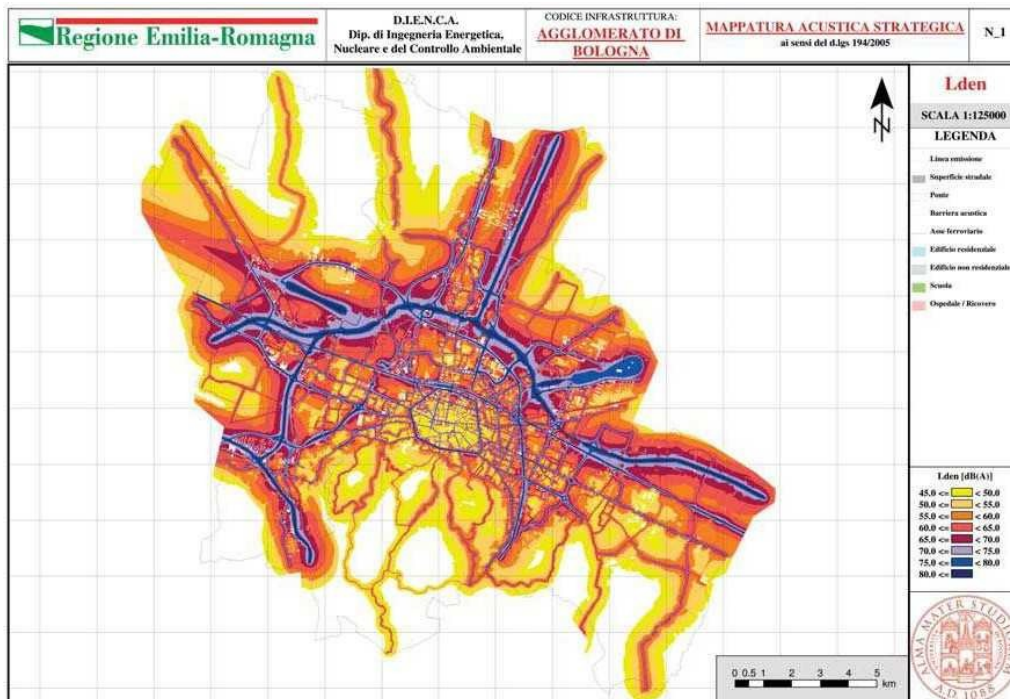 Regione Emilia-Romagna
D.I.E.N.C.A.
Dip. di Ingegneria Energetica,
Nucleare e del Controllo Ambientale
CODICE INFRASTRUTTURA:
AGGLOMERATO DI
BOLOGNA
MAPPATURA ACUSTICA STRATEGICA
ai sensi del d.lgs 194/2005
N_1
N
Lden
SCALA 1:125000
LEGENDA
Linea emissione
Superficie stradale
Ponte
Barriera acustica
Asse ferroviario
Edificio residenziale
Edificio non residenziale
Scuola
Ospedale / Ricovero
Lden [dB(A)]
45.0 <= < 50.0
50.0 <= < 55.0
55.0 <= < 60.0
60.0 <= < 65.0
65.0 <= < 70.0
70.0 <= < 75.0
75.0 <= < 80.0
80.0 <=
ALMA MATER STUDIORUM
A.D. 1088
0 0.5 1 2 3 4 5
km